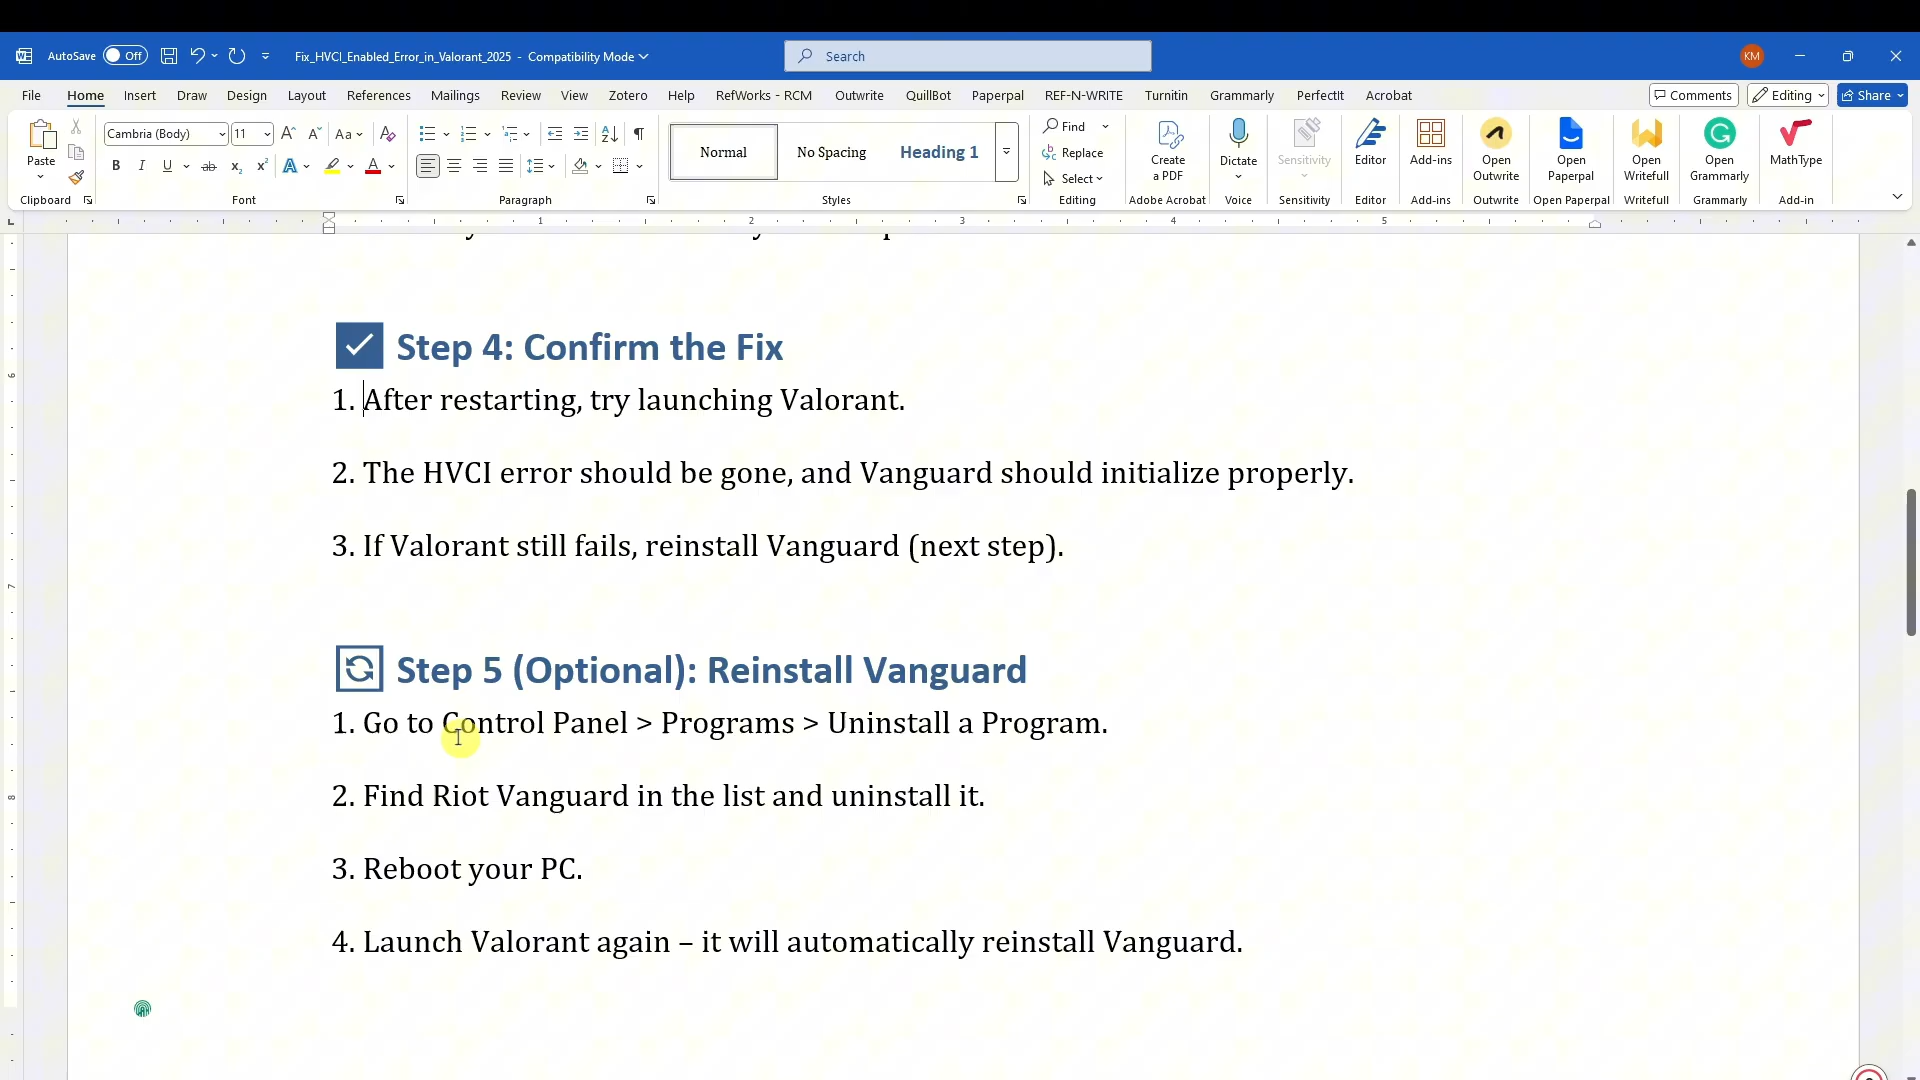 AutoSave Off Fix_HVCI_Enabled_Error_in_Valorant_2025 - Compatibility Mode Search KM
File Home Insert Draw Design Layout References Mailings Review View Zotero Help RefWorks - RCM Outwrite QuillBot Paperpal REF-N-WRITE Turnitin Grammarly PerfectIt Acrobat Comments Editing Share
Paste Cambria (Body) 11 Aa Normal No Spacing Heading 1 Find Replace Select Create a PDF Dictate Sensitivity Editor Add-ins Open Outwrite Open Paperpal Open Writefull Open Grammarly MathType
Clipboard Font Paragraph Styles Editing Adobe Acrobat Voice Sensitivity Editor Add-ins Outwrite Open Paperpal Writefull Grammarly Add-in
1 2 3 4 5
Step 4: Confirm the Fix
1. After restarting, try launching Valorant.
2. The HVCI error should be gone, and Vanguard should initialize properly.
3. If Valorant still fails, reinstall Vanguard (next step).
Step 5 (Optional): Reinstall Vanguard
1. Go to Control Panel > Programs > Uninstall a Program.
2. Find Riot Vanguard in the list and uninstall it.
3. Reboot your PC.
4. Launch Valorant again – it will automatically reinstall Vanguard.